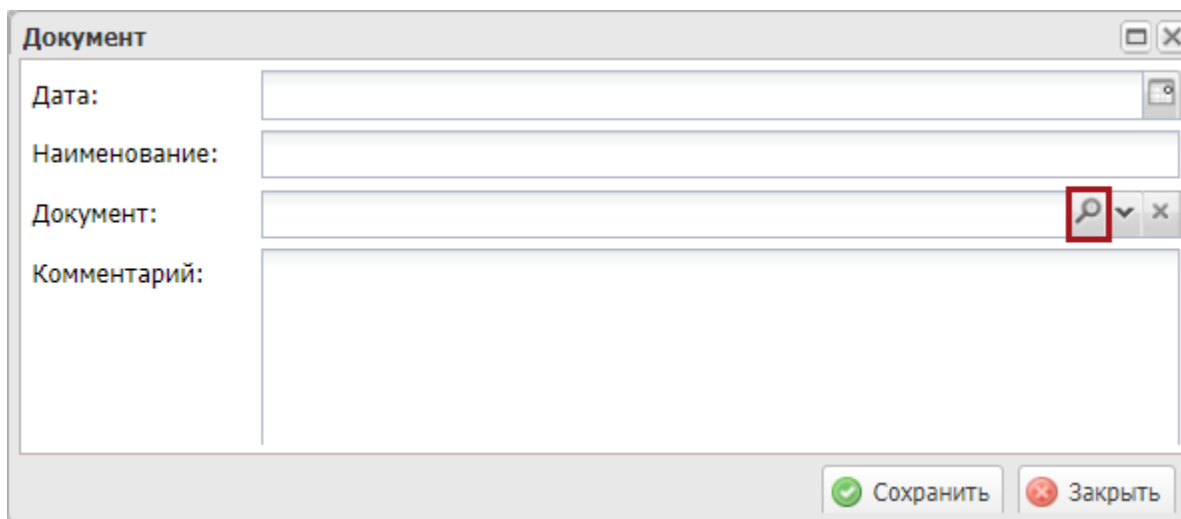 Документ
Дата:
Наименование:
Документ:
Комментарий:
Сохранить Закрыть